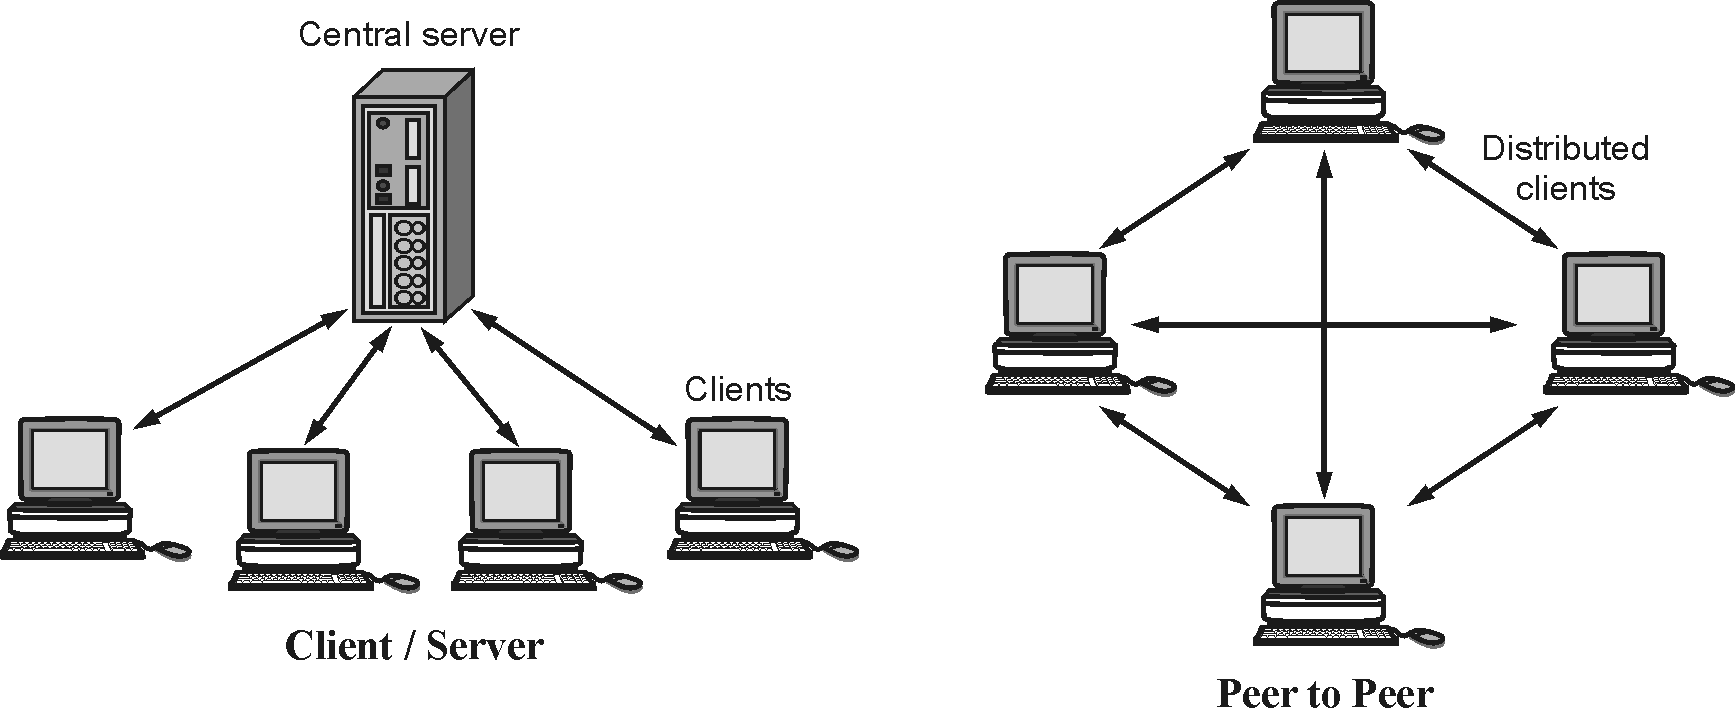 Central server
Clients
Client / Server
Distributed
clients
Peer to Peer